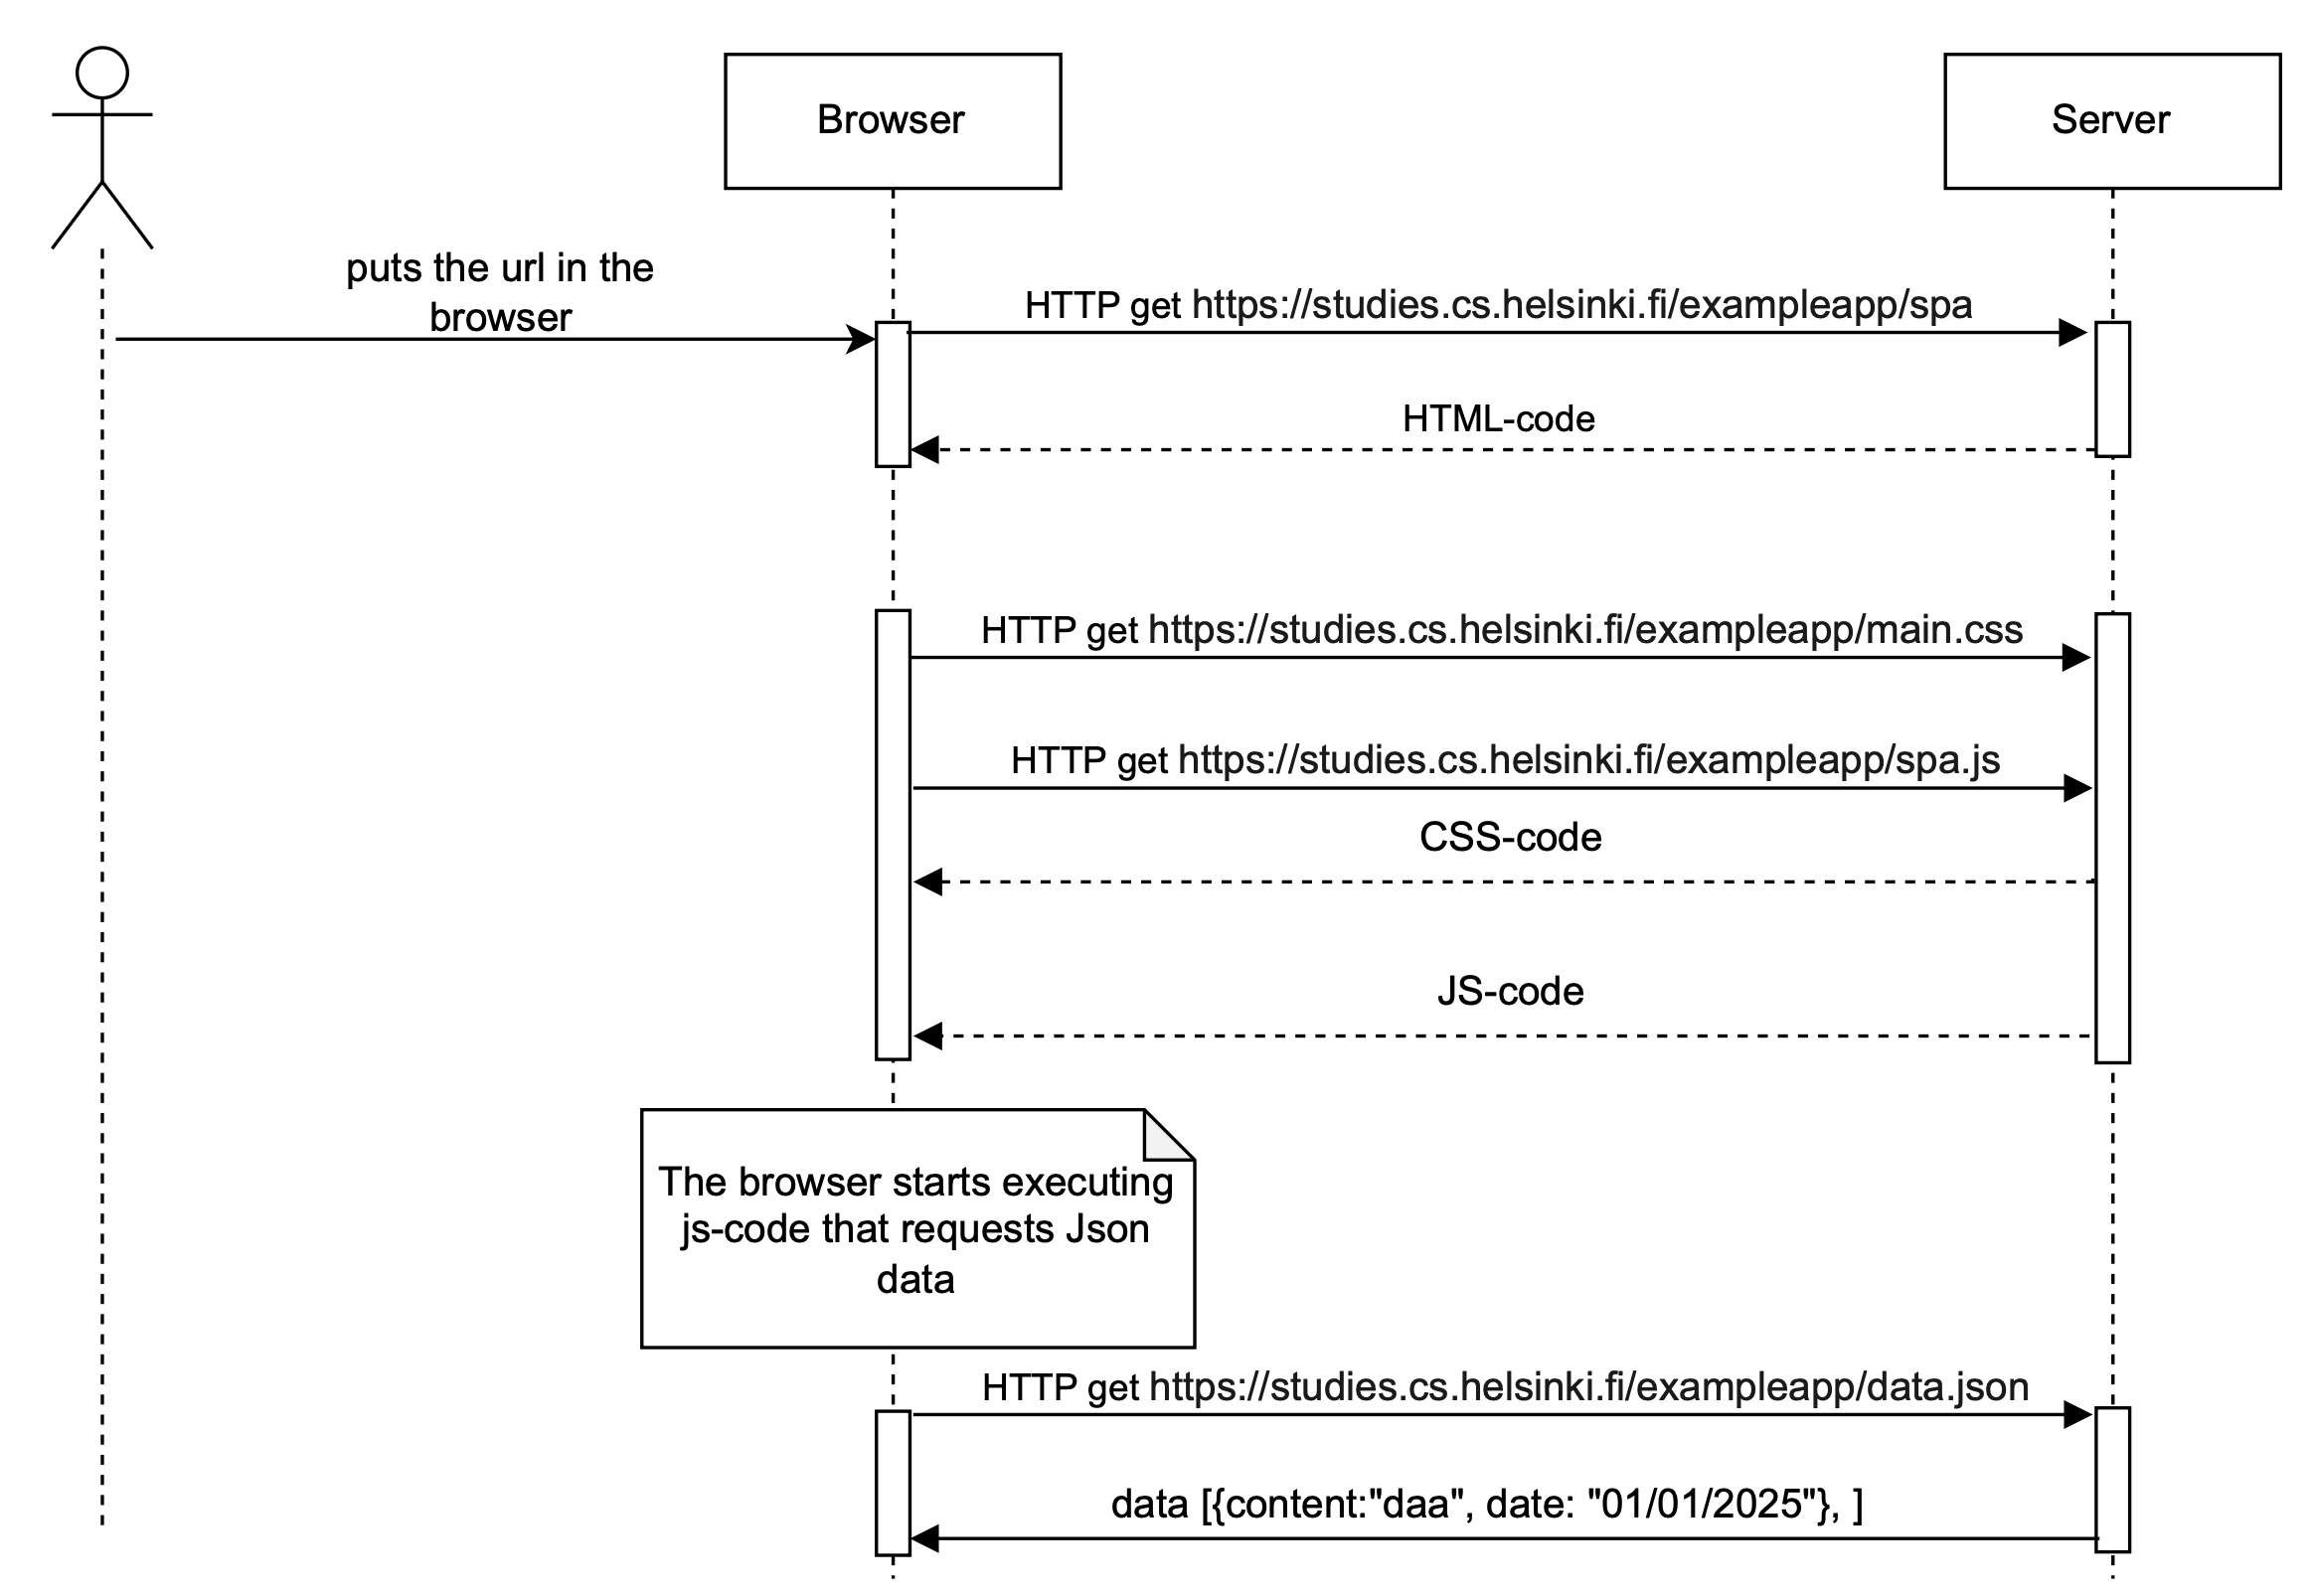 Browser
Server
puts the url in the
browser
HTTP get https://studies.cs.helsinki.fi/exampleapp/spa
HTML-code
HTTP get https://studies.cs.helsinki.fi/exampleapp/main.css
HTTP get https://studies.cs.helsinki.fi/exampleapp/spa.js
CSS-code
JS-code
The browser starts executing
js-code that requests Json
data
HTTP get https://studies.cs.helsinki.fi/exampleapp/data.json
data [{content:"daa", date: "01/01/2025"}, ]